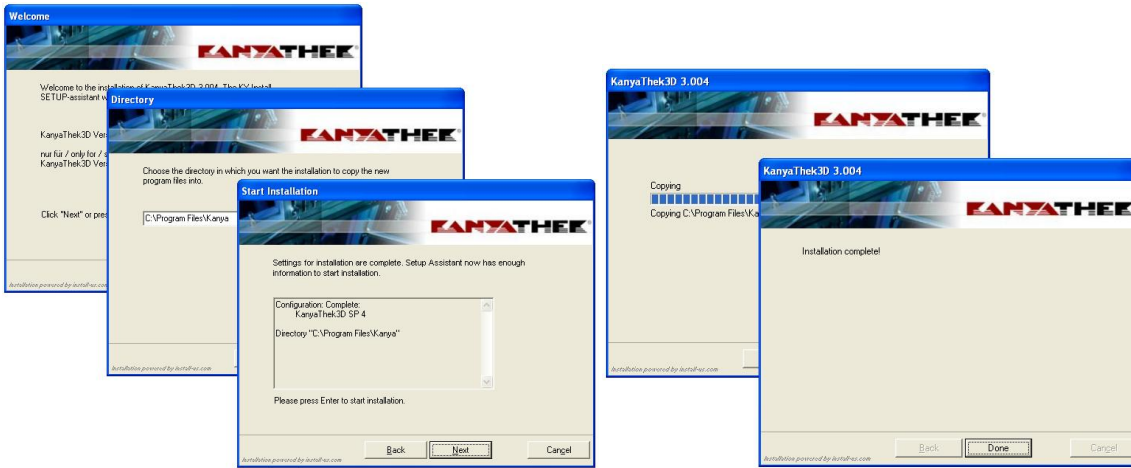 Welcome
KANYATHEK
Welcome to the installation of KanyaThek3D 3.004. The KY Install
SETUP-assistant
KanyaThek3D
nur für / only for /
KanyaThek3D
Click "Next" or
Installation powered by install-us.com
Directory
KANYATHEK
Choose the directory in which you want the installation to copy the new
program files into.
C:\Program Files\Kanya
Installation powered by install-us.com
Start Installation
KANYATHEK
Settings for installation are complete. Setup Assistant now has enough
information to start installation.
Configuration: Complete:
KanyaThek3D SP 4
Directory "C:\Program Files\Kanya"
Please press Enter to start installation.
Back
Next
Cancel
Installation powered by install-us.com
KanyaThek3D 3.004
KANYATHEK
Copying
Copying C:\Program Files\Ka
Installation powered by install-us.com
KanyaThek3D 3.004
KANYATHEK
Installation complete!
Back
Done
Cancel
Installation powered by install-us.com